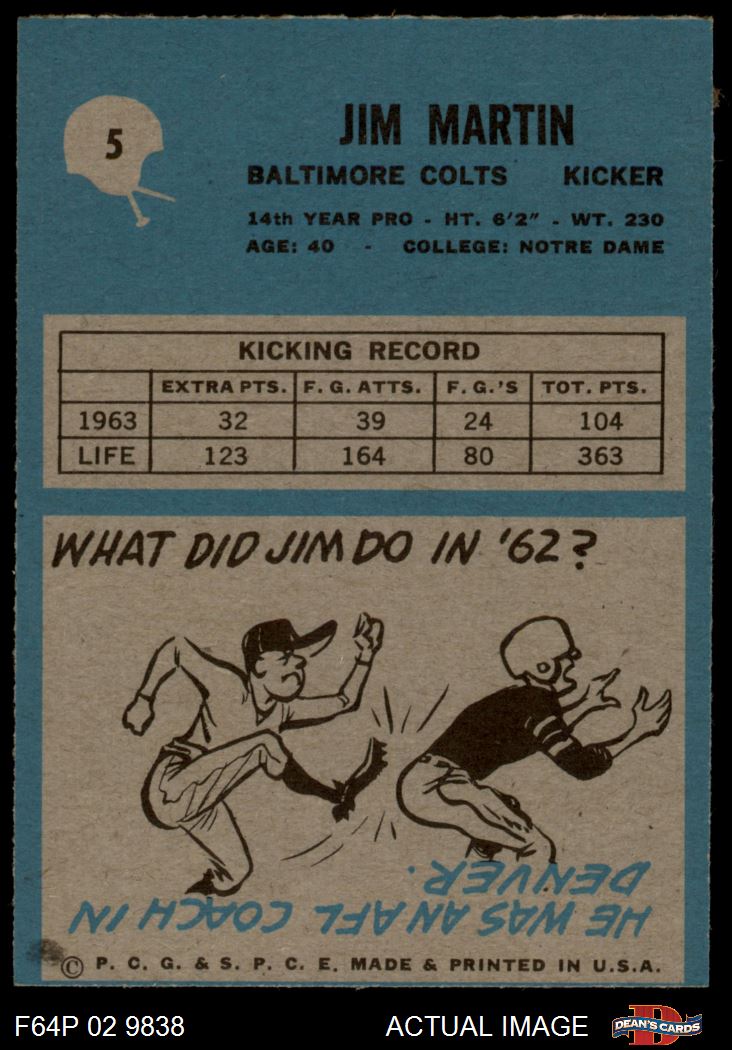 5
JIM MARTIN
BALTIMORE COLTS KICKER
14th YEAR PRO - HT. 6'2" - WT. 230
AGE: 40 - COLLEGE: NOTRE DAME
KICKING RECORD
EXTRA PTS. F. G. ATTS. F. G.'S TOT. PTS.
1963 32 39 24 104
LIFE 123 164 80 363
WHAT DID JIM DO IN '62?
HE WAS AN AFL COACH IN
DENVER.
© P. C. G. & S. P. C. E. MADE & PRINTED IN U.S.A.
F64P 02 9838 ACTUAL IMAGE
D
DEAN'S CARDS